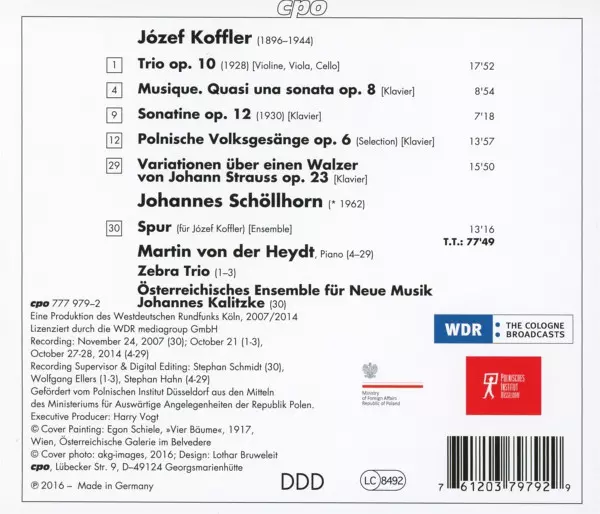 cpo
Józef Koffler (1896–1944)
1 Trio op. 10 (1928) [Violine, Viola, Cello] 17'52
4 Musique. Quasi una sonata op. 8 [Klavier] 8'54
9 Sonatine op. 12 (1930) [Klavier] 7'18
12 Polnische Volksgesänge op. 6 (Selection) [Klavier] 13'57
29 Variationen über einen Walzer 15'50
von Johann Strauss op. 23 [Klavier]
Johannes Schöllhorn (* 1962)
30 Spur (für Józef Koffler) [Ensemble] 13'16
T.T.: 77'49
Martin von der Heydt, Piano (4–29)
Zebra Trio (1–3)
Österreichisches Ensemble für Neue Musik
Johannes Kalitzke (30)
cpo 777 979–2
Eine Produktion des Westdeutschen Rundfunks Köln, 2007/2014
Lizenziert durch die WDR mediagroup GmbH
Recording: November 24, 2007 (30); October 21 (1-3),
October 27-28, 2014 (4-29)
Recording Supervisor & Digital Editing: Stephan Schmidt (30),
Wolfgang Ellers (1-3), Stephan Hahn (4-29)
Gefördert vom Polnischen Institut Düsseldorf aus den Mitteln
des Ministeriums für Auswärtige Angelegenheiten der Republik Polen.
Executive Producer: Harry Vogt
© Cover Painting: Egon Schiele, »Vier Bäume«, 1917,
Wien, Österreichische Galerie im Belvedere
© Cover photo: akg-images, 2016; Design: Lothar Bruweleit
cpo, Lübecker Str. 9, D–49124 Georgsmarienhütte
℗ 2016 – Made in Germany
WDR THE COLOGNE
BROADCASTS
Ministry
of Foreign Affairs
Republic of Poland
POLNISCHES
INSTITUT
DÜSSELDORF
DDD
LC 8492
7 61203 79792 9